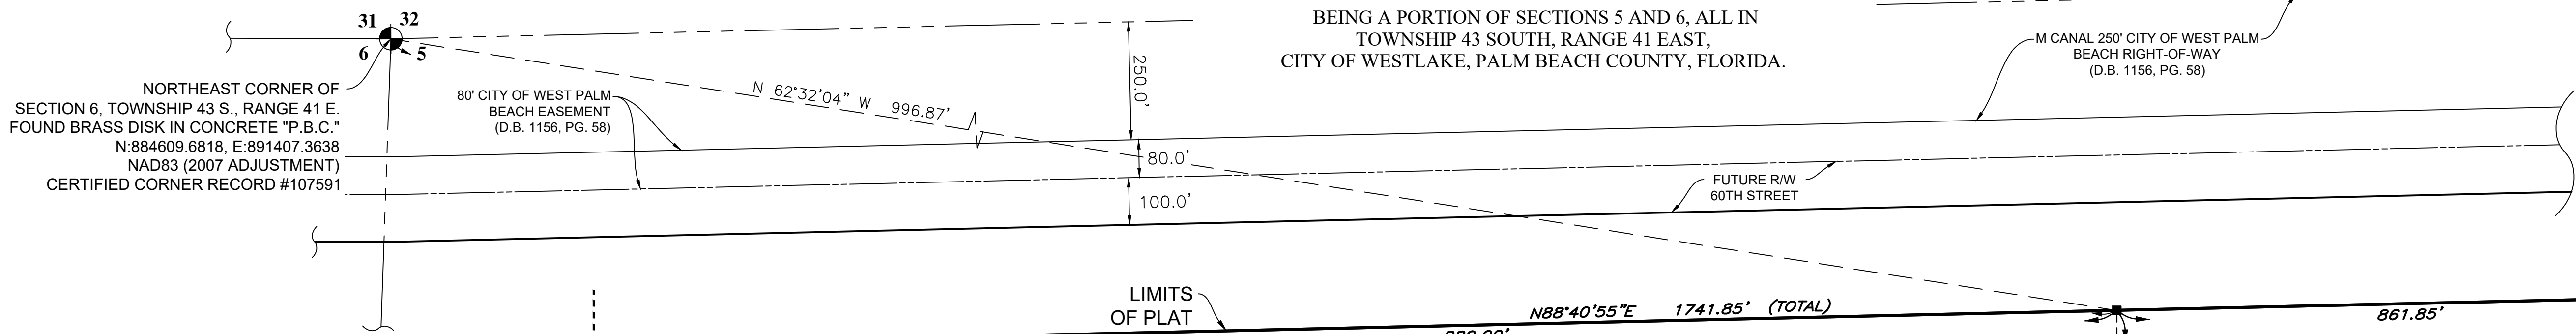 31 32
6 5
NORTHEAST CORNER OF
SECTION 6, TOWNSHIP 43 S., RANGE 41 E.
FOUND BRASS DISK IN CONCRETE "P.B.C."
N:884609.6818, E:891407.3638
NAD83 (2007 ADJUSTMENT)
CERTIFIED CORNER RECORD #107591
80' CITY OF WEST PALM
BEACH EASEMENT
(D.B. 1156, PG. 58)
N 62°32'04" W 996.87'
250.0'
80.0'
100.0'
BEING A PORTION OF SECTIONS 5 AND 6, ALL IN
TOWNSHIP 43 SOUTH, RANGE 41 EAST,
CITY OF WESTLAKE, PALM BEACH COUNTY, FLORIDA.
M CANAL 250' CITY OF WEST PALM
BEACH RIGHT-OF-WAY
(D.B. 1156, PG. 58)
FUTURE R/W
60TH STREET
LIMITS
OF PLAT
N88°40'55"E 1741.85' (TOTAL)
861.85'